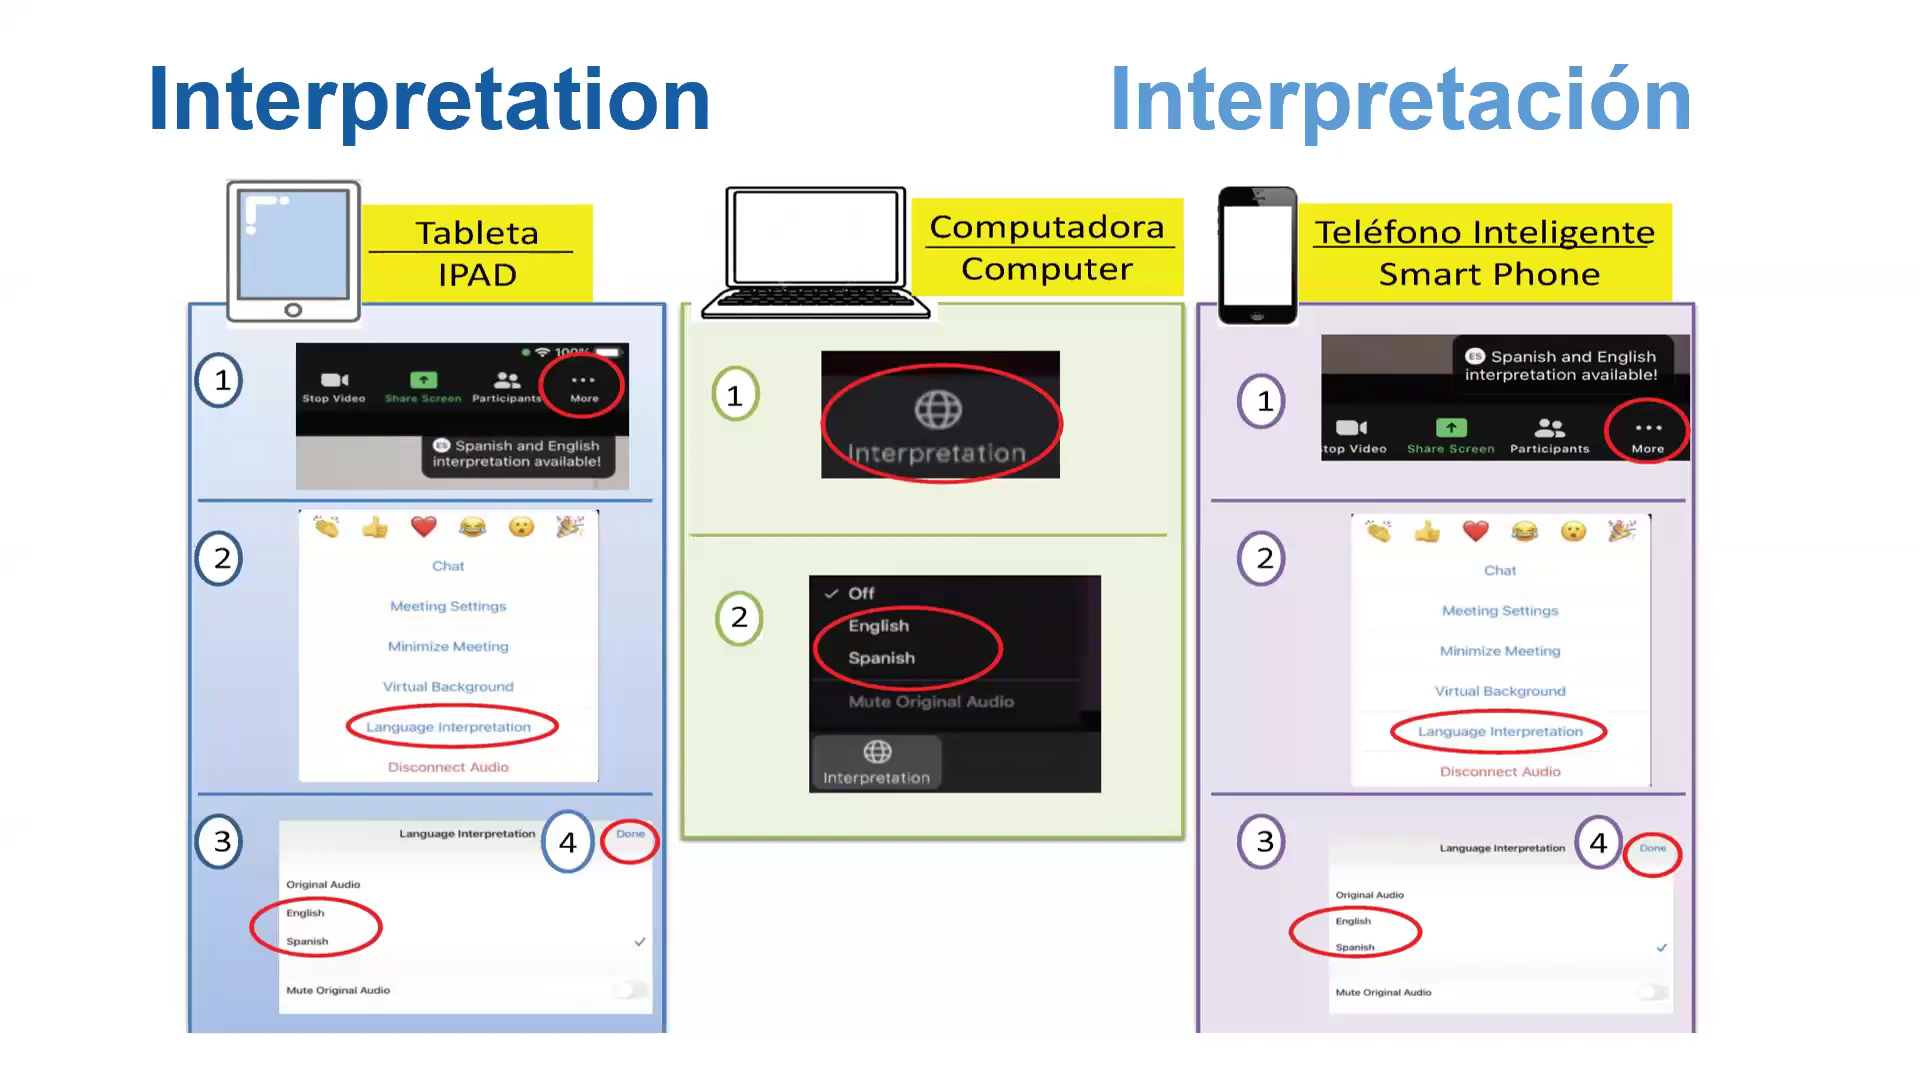 Interpretation
Interpretación
Tableta
IPAD
1
100%
Stop Video
Share Screen
Participants
More
ES Spanish and English
interpretation available!
2
Chat
Meeting Settings
Minimize Meeting
Virtual Background
Language Interpretation
Disconnect Audio
3
Language Interpretation
4
Done
Original Audio
English
Spanish
Mute Original Audio
Computadora
Computer
1
Interpretation
2
Off
English
Spanish
Mute Original Audio
Interpretation
Teléfono Inteligente
Smart Phone
1
ES Spanish and English
interpretation available!
top Video
Share Screen
Participants
More
2
Chat
Meeting Settings
Minimize Meeting
Virtual Background
Language Interpretation
Disconnect Audio
3
Language Interpretation
4
Done
Original Audio
English
Spanish
Mute Original Audio